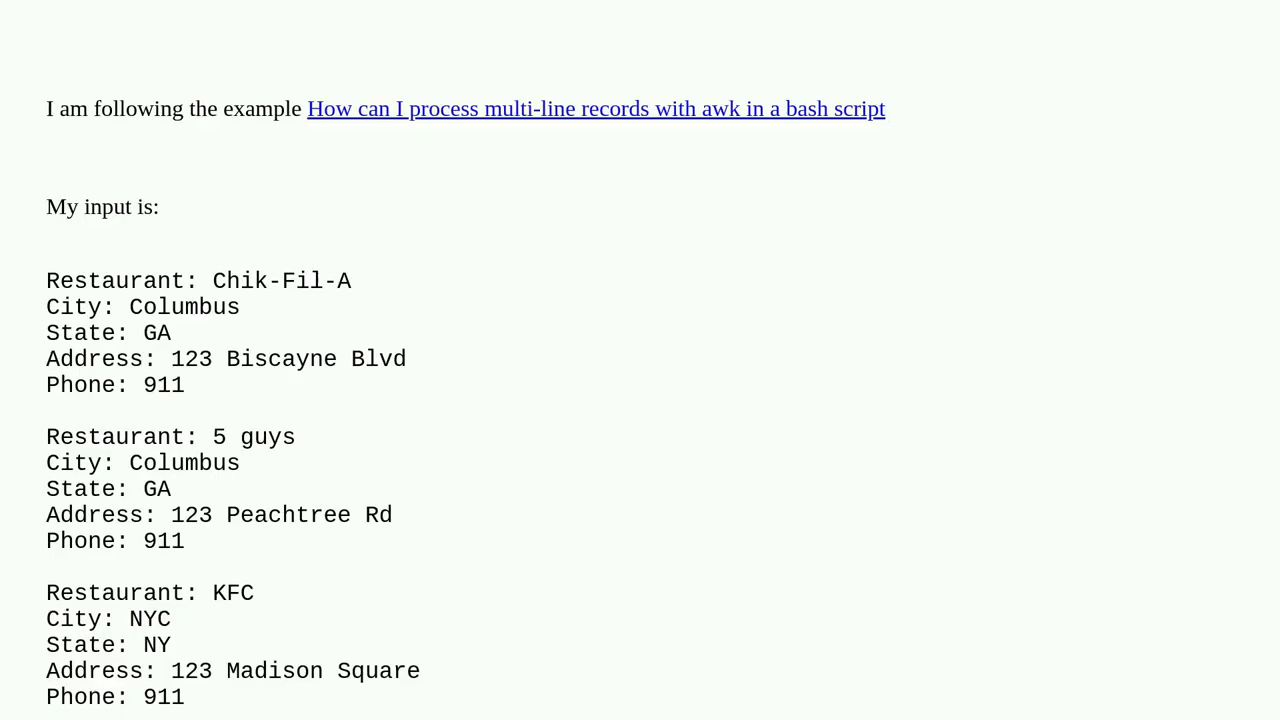 I am following the example How can I process multi-line records with awk in a bash script
My input is:
Restaurant: Chik-Fil-A
City: Columbus
State: GA
Address: 123 Biscayne Blvd
Phone: 911
Restaurant: 5 guys
City: Columbus
State: GA
Address: 123 Peachtree Rd
Phone: 911
Restaurant: KFC
City: NYC
State: NY
Address: 123 Madison Square
Phone: 911